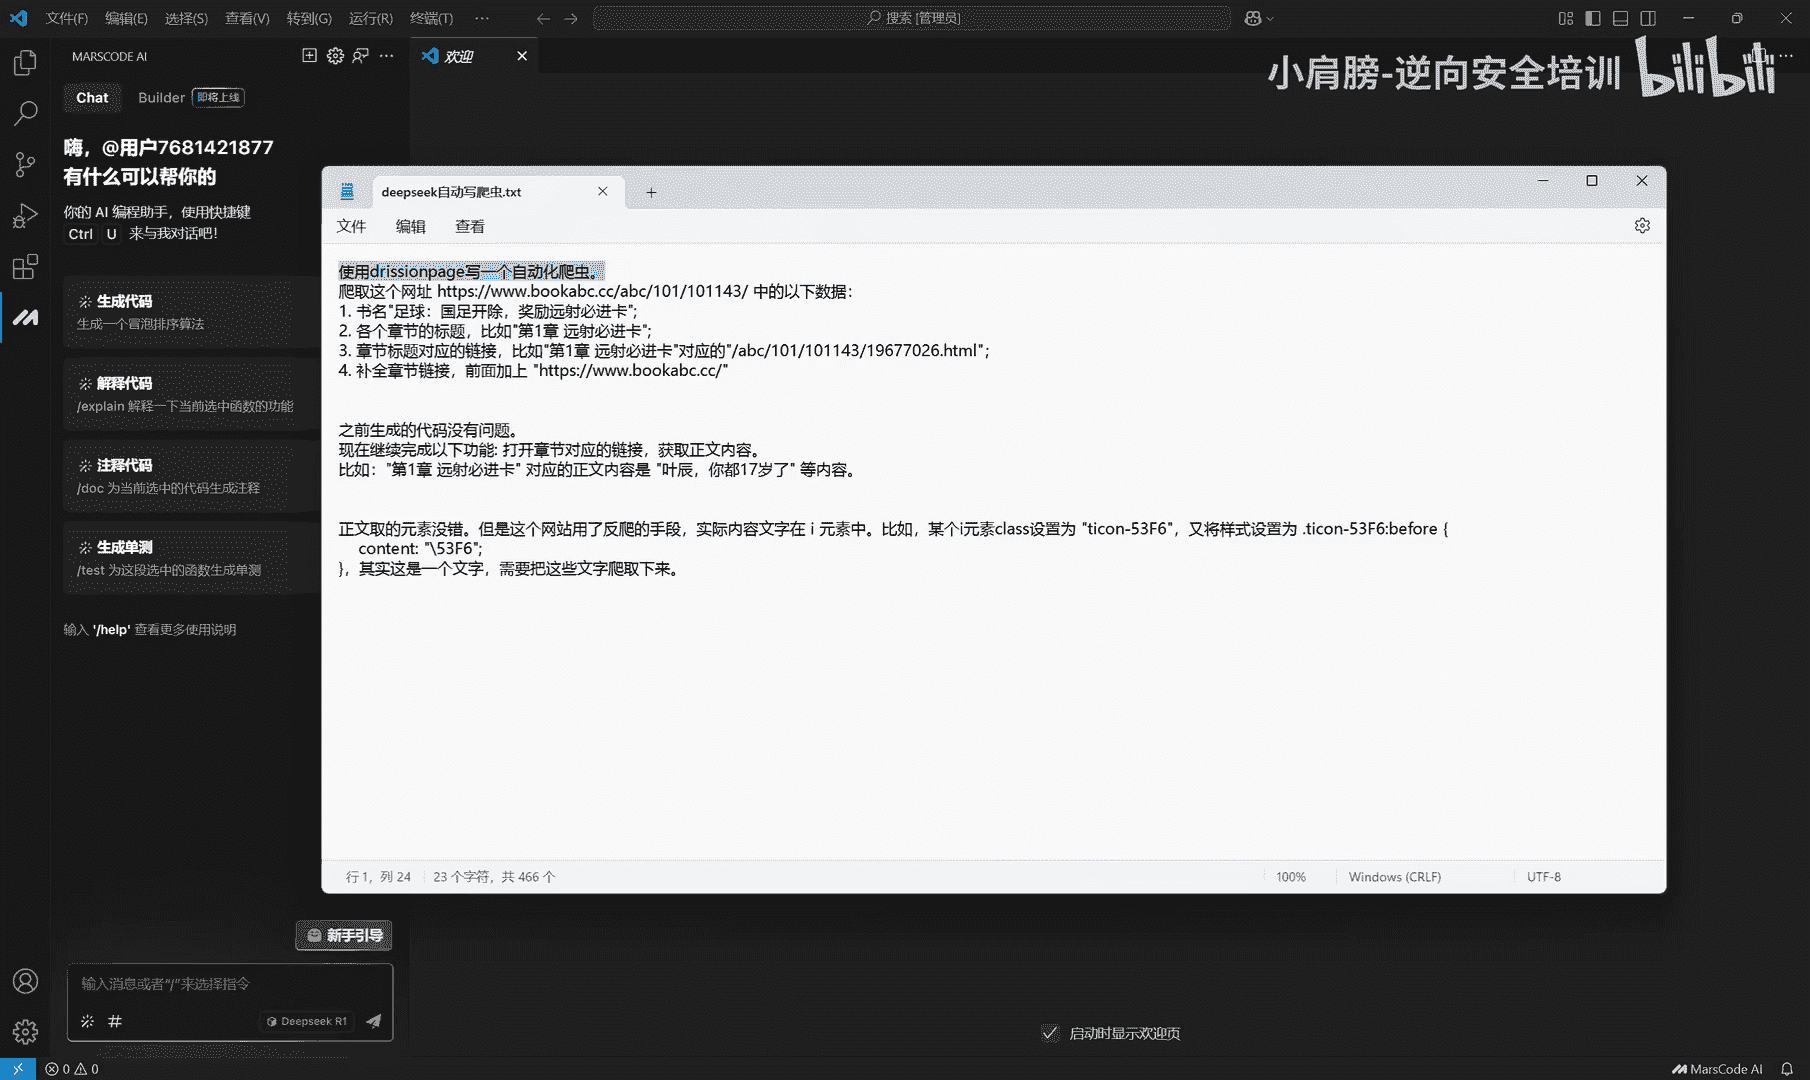 文件(F) 编辑(E) 选择(S) 查看(V) 转到(G) 运行(R) 终端(T) ···
搜索 [管理员]
小肩膀-逆向安全培训 bilibili
MARSCODE AI
欢迎
Chat Builder 即将上线
嗨，@用户7681421877
有什么可以帮你的
你的 AI 编程助手，使用快捷键
Ctrl U 来与我对话吧！
生成代码
生成一个冒泡排序算法
解释代码
/explain 解释一下当前选中函数的功能
注释代码
/doc 为当前选中的代码生成注释
生成单测
/test 为这段选中的函数生成单测
输入 '/help' 查看更多使用说明
deepseek自动写爬虫.txt
文件 编辑 查看
使用drissionpage写一个自动化爬虫。
爬取这个网址 https://www.bookabc.cc/abc/101/101143/ 中的以下数据：
1. 书名"足球：国足开除，奖励远射必进卡";
2. 各个章节的标题，比如"第1章 远射必进卡";
3. 章节标题对应的链接，比如"第1章 远射必进卡"对应的"/abc/101/101143/19677026.html";
4. 补全章节链接，前面加上 "https://www.bookabc.cc/"
之前生成的代码没有问题。
现在继续完成以下功能: 打开章节对应的链接，获取正文内容。
比如："第1章 远射必进卡" 对应的正文内容是 "叶辰，你都17岁了" 等内容。
正文取的元素没错。但是这个网站用了反爬的手段，实际内容文字在 i 元素中。比如，某个i元素class设置为 "ticon-53F6"，又将样式设置为 .ticon-53F6:before {
content: "\53F6";
}，其实这是一个文字，需要把这些文字爬取下来。
行 1，列 24 23 个字符，共 466 个 100% Windows (CRLF) UTF-8
新手引导
输入消息或者“/”来选择指令
Deepseek R1
启动时显示欢迎页
0 0 MarsCode AI